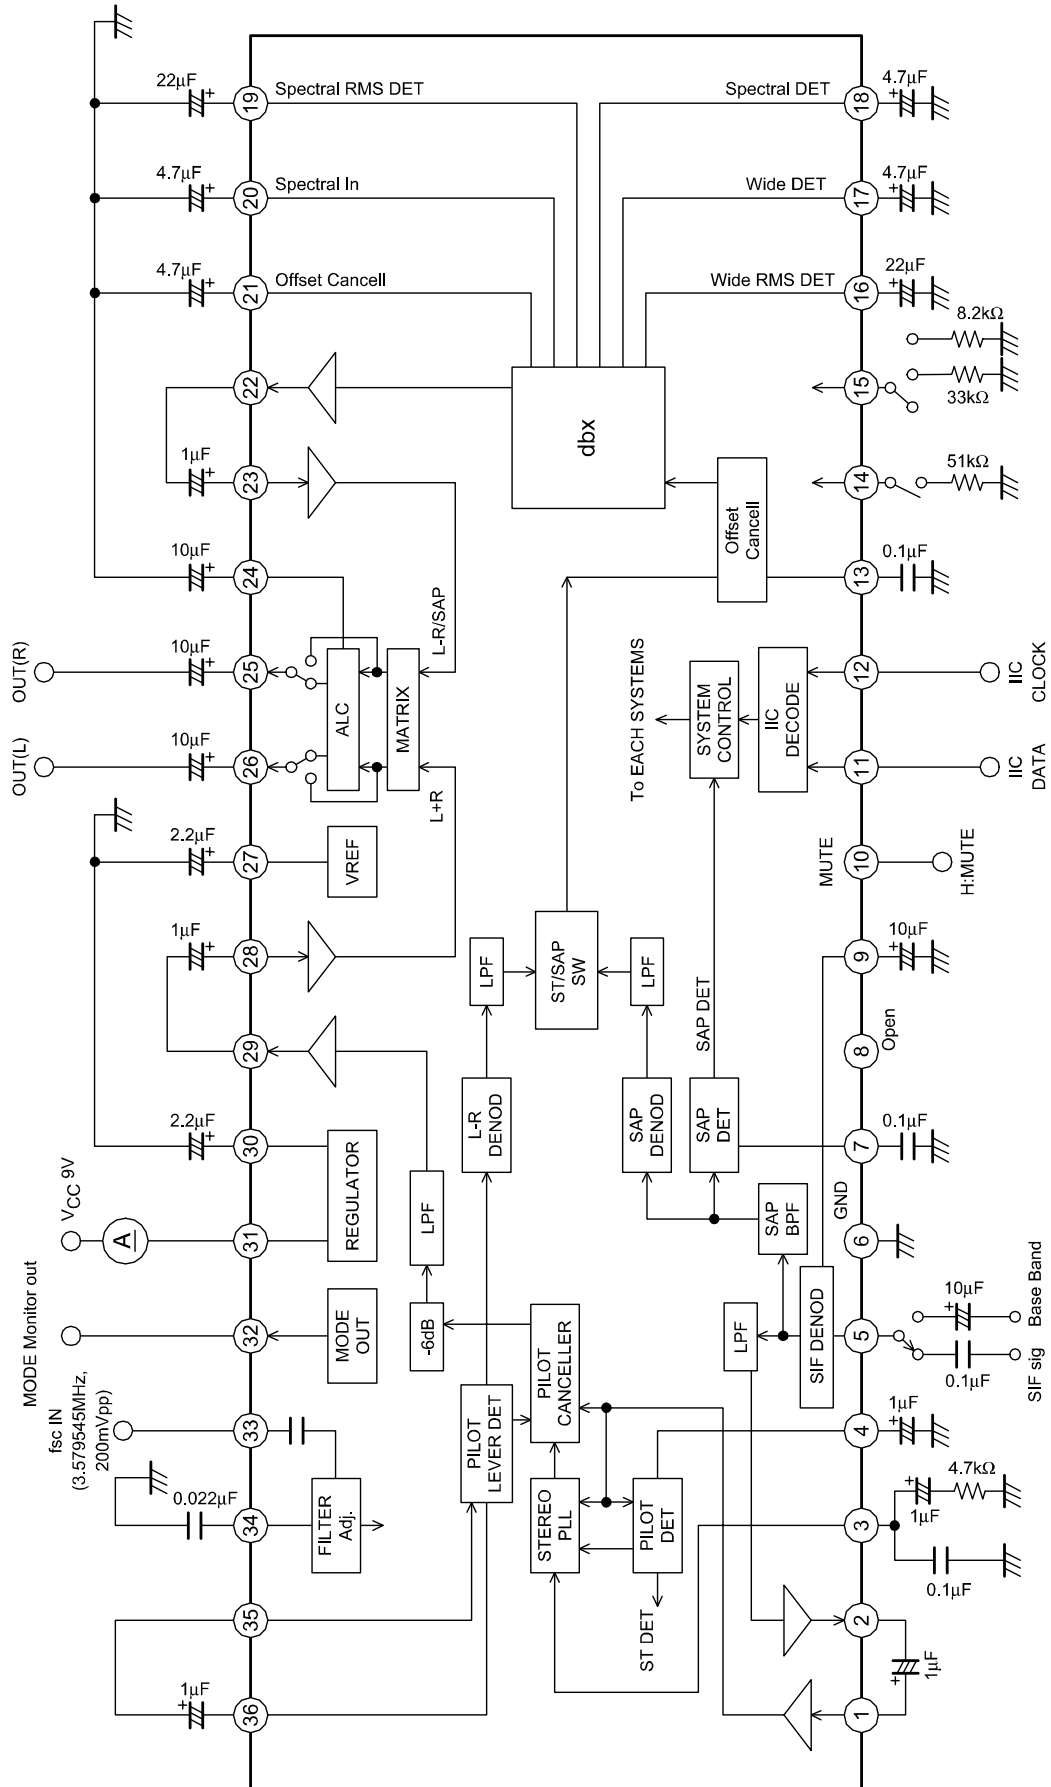 22µF
+
19
Spectral RMS DET
Spectral DET
18
4.7µF
+
4.7µF
+
20
Spectral In
Wide DET
17
4.7µF
+
4.7µF
+
21
Offset Cancell
Wide RMS DET
16
22µF
+
8.2kΩ
22
15
33kΩ
dbx
1µF
+
23
14
51kΩ
Offset
Cancell
10µF
+
24
13
0.1µF
L-R/SAP
OUT(R)
10µF
+
25
ALC
MATRIX
To EACH SYSTEMS
SYSTEM
CONTROL
IIC
DECODE
12
IIC
CLOCK
OUT(L)
10µF
+
26
L+R
11
IIC
DATA
2.2µF
+
27
VREF
MUTE
10
H:MUTE
1µF
+
28
LPF
ST/SAP
SW
LPF
SAP DET
9
10µF
+
29
8
Open
L-R
DENOD
SAP
DENOD
SAP
DET
2.2µF
+
30
7
0.1µF
REGULATOR
LPF
VCC 9V
A
31
SAP
BPF
GND
6
MODE Monitor out
32
MODE
OUT
-6dB
LPF
SIF DENOD
5
10µF
+
Base Band
0.1µF
SIF sig
PILOT
CANCELLER
PILOT
LEVER DET
fsc IN
(3.579545MHz,
200mVpp)
33
4
1µF
+
0.022µF
34
FILTER
Adj.
STEREO
PLL
PILOT
DET
3
+
1µF
4.7kΩ
0.1µF
ST DET
35
2
1µF
+
1µF
+
36
1